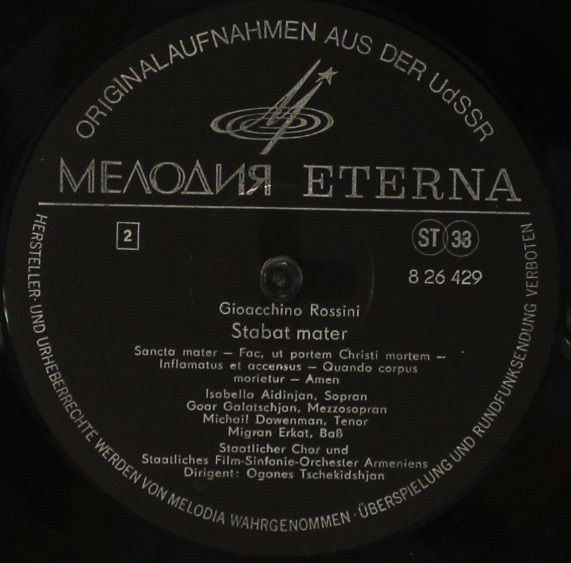 ORIGINALAUFNAHMEN AUS DER UdSSR
МЕЛОДИЯ ETERNA
2
ST 33
8 26 429
Gioacchino Rossini
Stabat mater
Sancta mater – Fac, ut portem Christi mortem –
Inflamatus et accensus – Quando corpus
morietur – Amen
Isabella Aidinjan, Sopran
Goar Galatschjan, Mezzosopran
Michail Dowenman, Tenor
Migran Erkat, Baß
Staatlicher Chor und
Staatliches Film-Sinfonie-Orchester Armeniens
Dirigent: Ogones Tschekidshjan
HERSTELLER- UND URHEBERRECHTE WERDEN VON MELODIA WAHRGENOMMEN · ÜBERSPIELUNG UND RUNDFUNKSENDUNG VERBOTEN